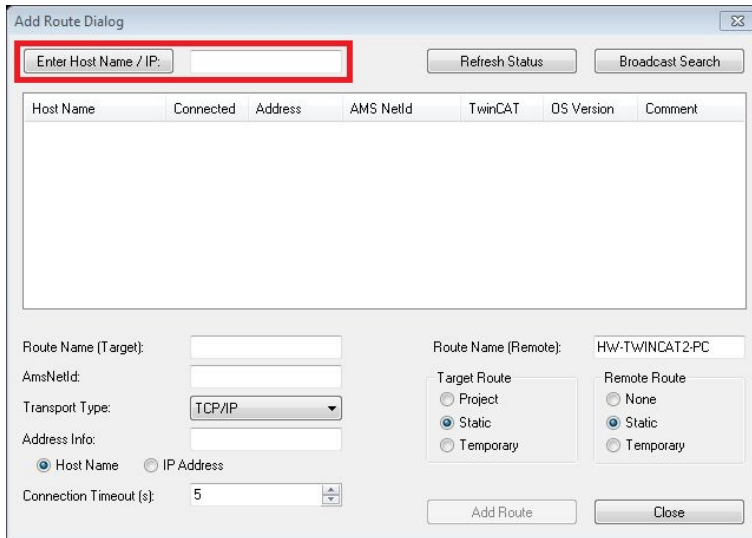 Add Route Dialog
Enter Host Name / IP: Refresh Status Broadcast Search
Host Name Connected Address AMS NetId TwinCAT OS Version Comment
Route Name (Target): Route Name (Remote): HW-TWINCAT2-PC
AmsNetId: Target Route Remote Route
Transport Type: TCP/IP Project None
Address Info: Static Static
Host Name IP Address Temporary Temporary
Connection Timeout (s): 5
Add Route Close